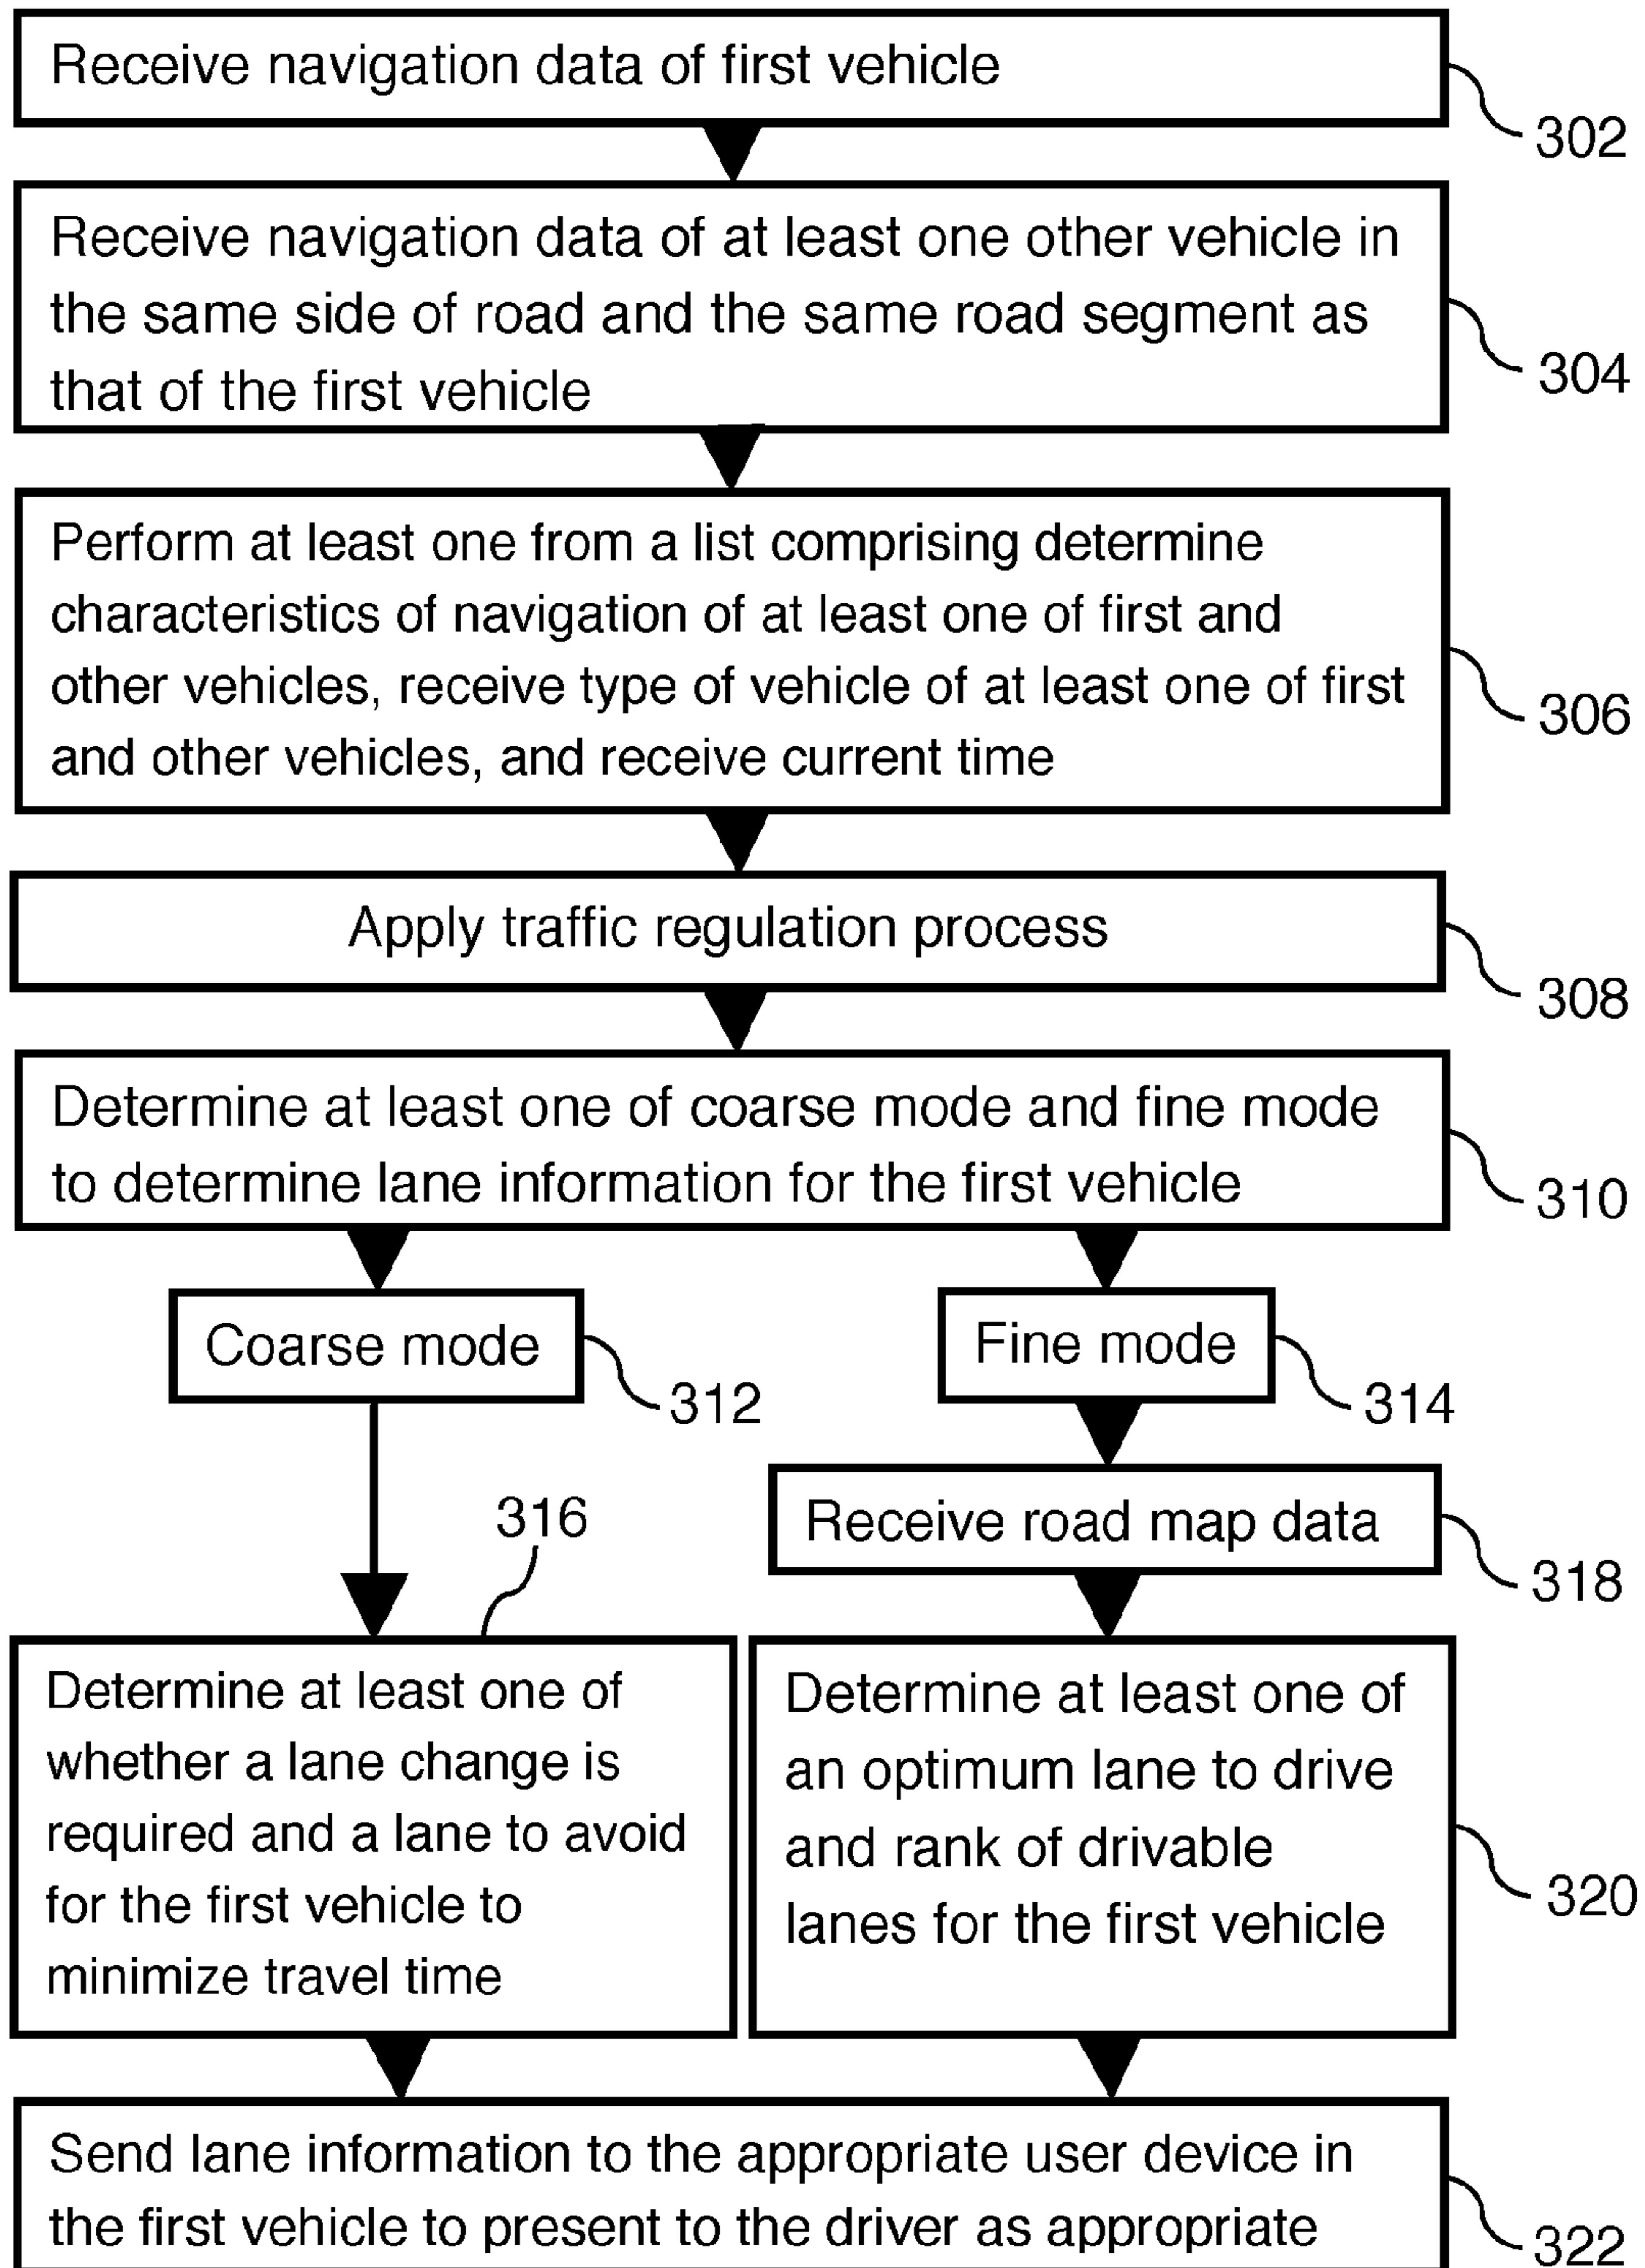 Receive navigation data of first vehicle
302
Receive navigation data of at least one other vehicle in
the same side of road and the same road segment as
that of the first vehicle
304
Perform at least one from a list comprising determine
characteristics of navigation of at least one of first and
other vehicles, receive type of vehicle of at least one of first
and other vehicles, and receive current time
306
Apply traffic regulation process
308
Determine at least one of coarse mode and fine mode
to determine lane information for the first vehicle
310
Coarse mode
312
Fine mode
314
316
Receive road map data
318
Determine at least one of
whether a lane change is
required and a lane to avoid
for the first vehicle to
minimize travel time
Determine at least one of
an optimum lane to drive
and rank of drivable
lanes for the first vehicle
320
Send lane information to the appropriate user device in
the first vehicle to present to the driver as appropriate
322